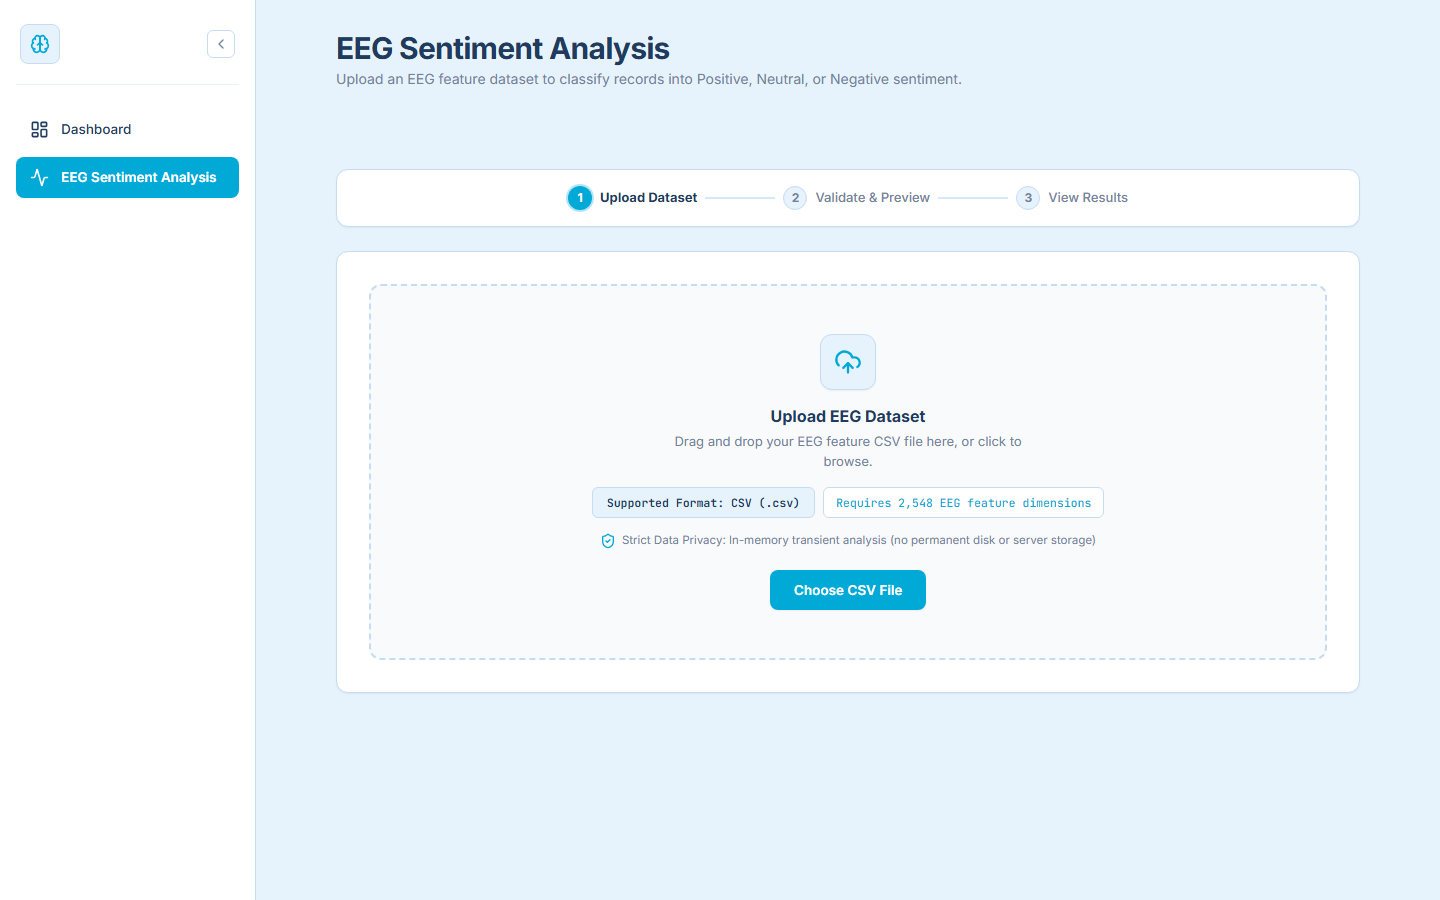 EEG Sentiment Analysis
Upload an EEG feature dataset to classify records into Positive, Neutral, or Negative sentiment.
Dashboard
EEG Sentiment Analysis
1 Upload Dataset
2 Validate & Preview
3 View Results
Upload EEG Dataset
Drag and drop your EEG feature CSV file here, or click to
browse.
Supported Format: CSV (.csv)
Requires 2,548 EEG feature dimensions
Strict Data Privacy: In-memory transient analysis (no permanent disk or server storage)
Choose CSV File